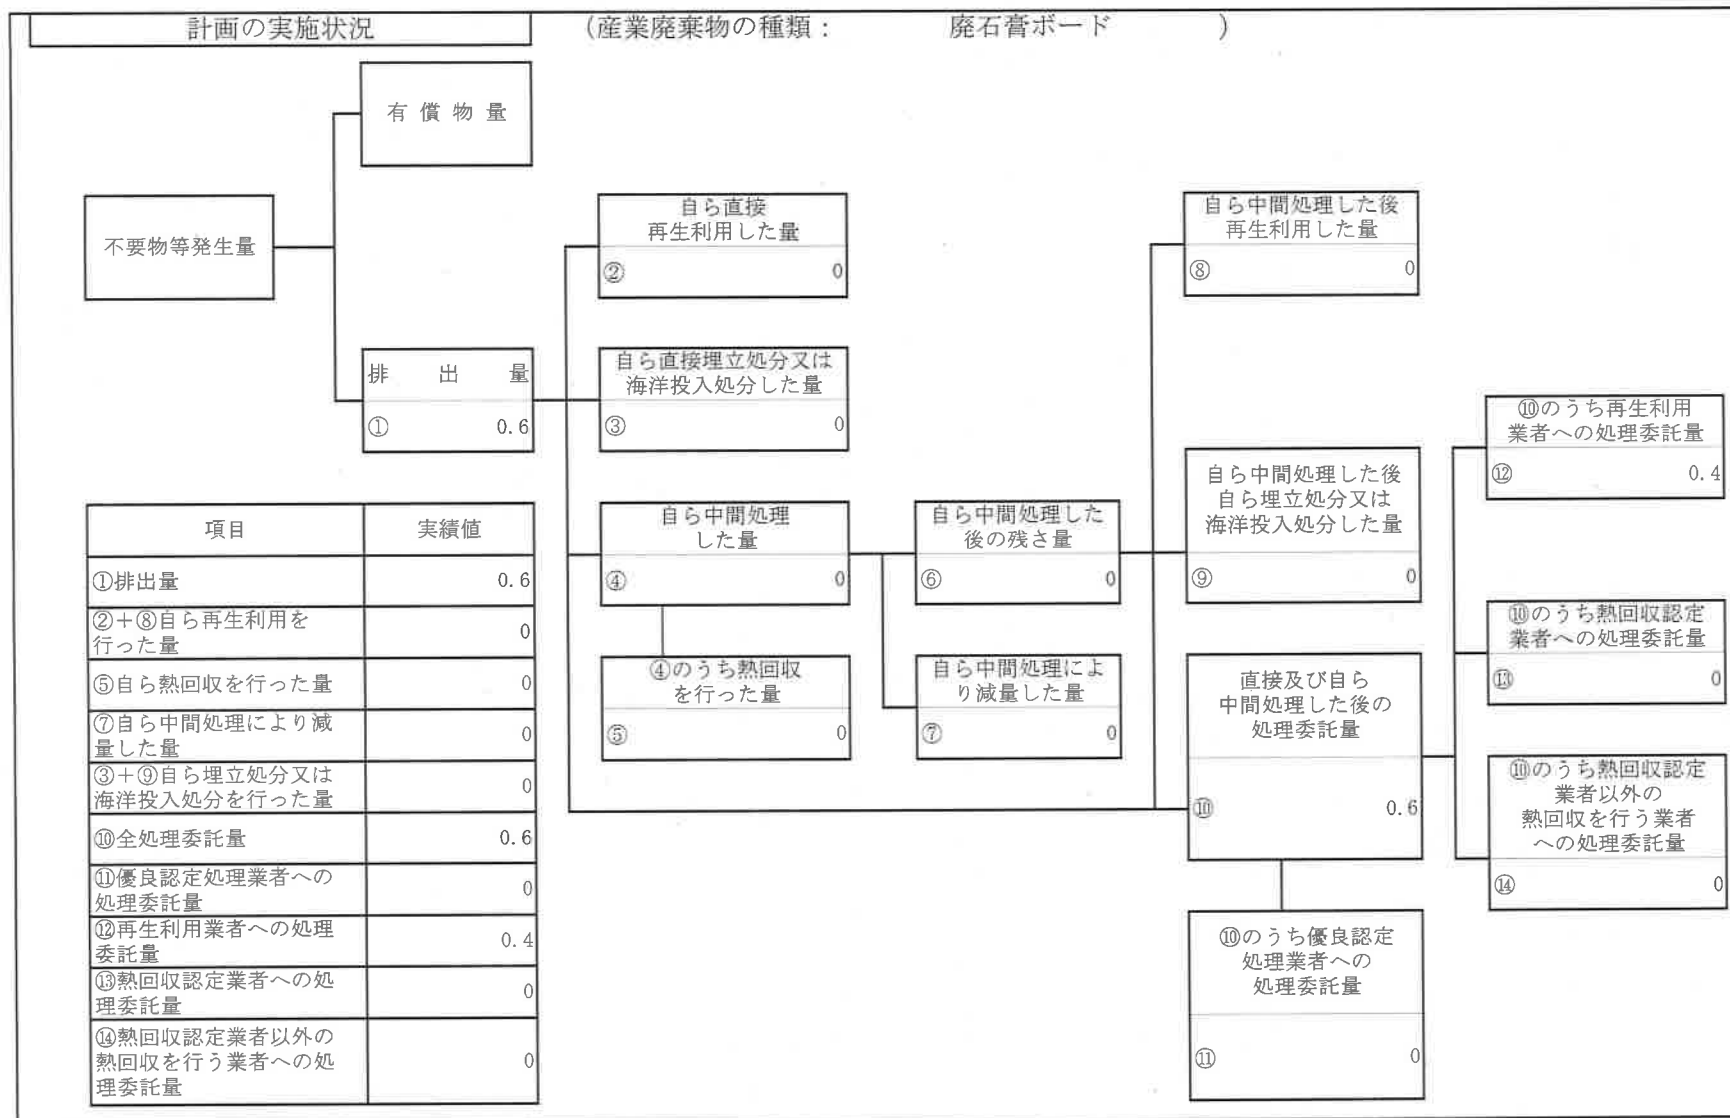 計画の実施状況
(産業廃棄物の種類: 廃石膏ボード )
有償物量
不要物等発生量
排出量
① 0.6
自ら直接
再生利用した量
② 0
自ら直接埋立処分又は
海洋投入処分した量
③ 0
自ら中間処理
した量
④ 0
④のうち熱回収
を行った量
⑤ 0
自ら中間処理した
後の残さ量
⑥ 0
自ら中間処理によ
り減量した量
⑦ 0
自ら中間処理した後
再生利用した量
⑧ 0
自ら中間処理した後
自ら埋立処分又は
海洋投入処分した量
⑨ 0
直接及び自ら
中間処理した後の
処理委託量
⑩ 0.6
⑩のうち優良認定
処理業者への
処理委託量
⑪ 0
⑩のうち再生利用
業者への処理委託量
⑫ 0.4
⑩のうち熱回収認定
業者への処理委託量
⑬ 0
⑩のうち熱回収認定
業者以外の
熱回収を行う業者
への処理委託量
⑭ 0
項目 実績値
①排出量 0.6
②+⑧自ら再生利用を
行った量 0
⑤自ら熱回収を行った量 0
⑦自ら中間処理により減
量した量 0
③+⑨自ら埋立処分又は
海洋投入処分を行った量 0
⑩全処理委託量 0.6
⑪優良認定処理業者への
処理委託量 0
⑫再生利用業者への処理
委託量 0.4
⑬熱回収認定業者への処
理委託量 0
⑭熱回収認定業者以外の
熱回収を行う業者への処
理委託量 0